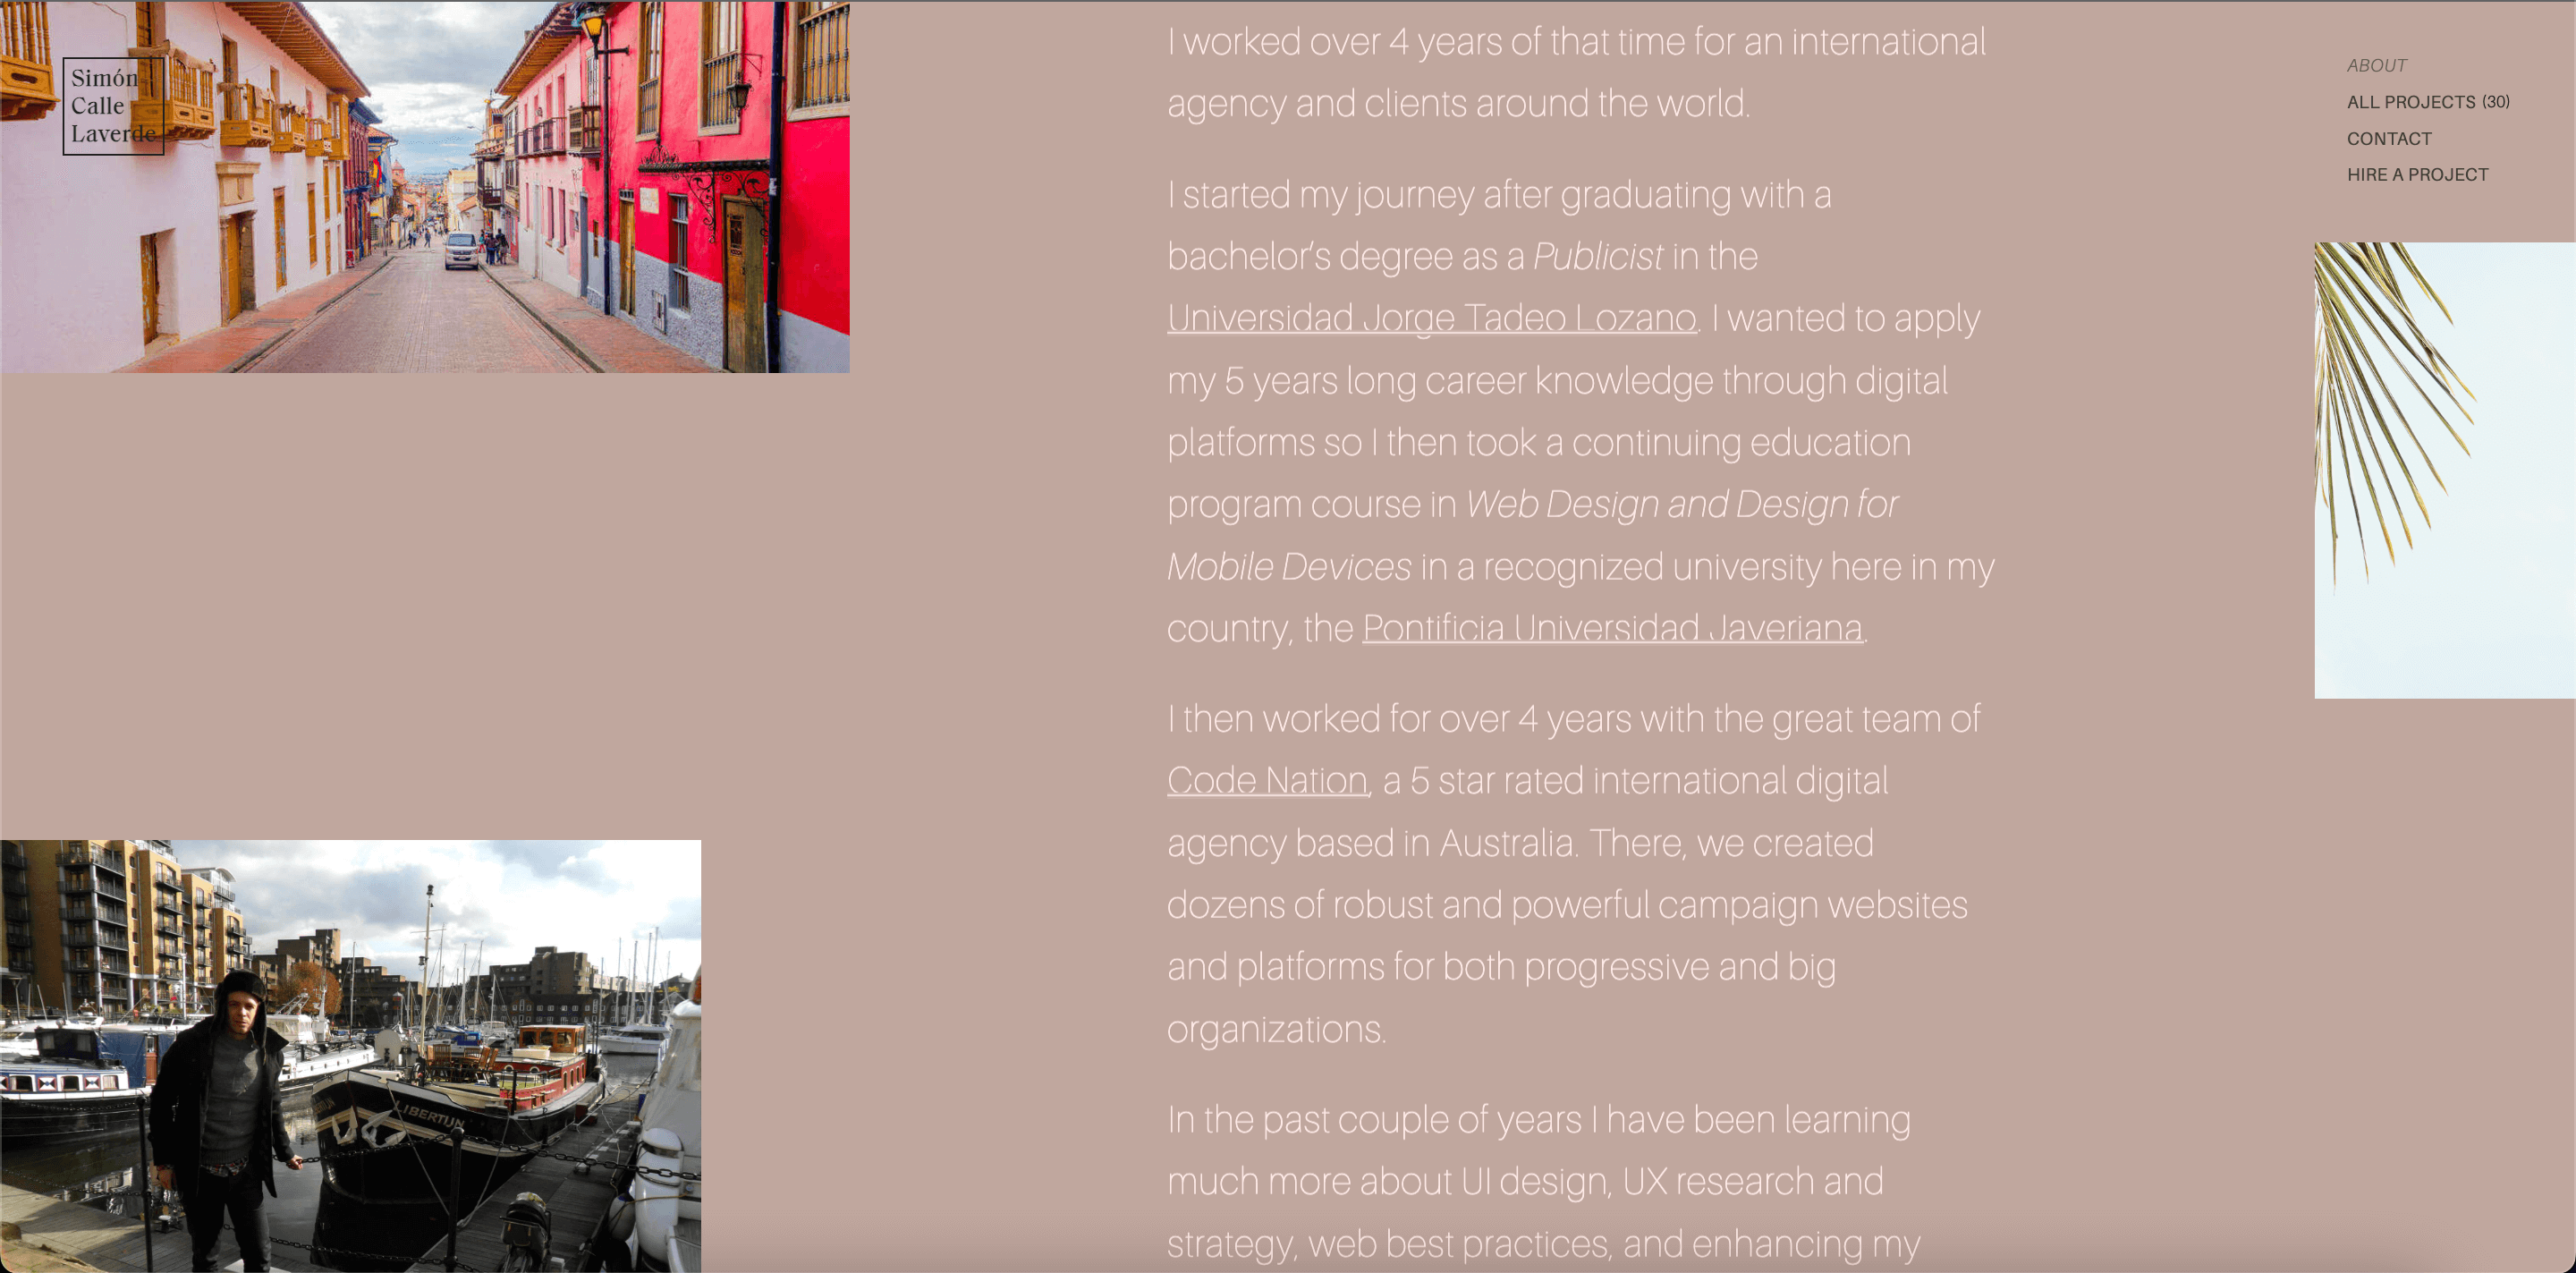 Simón
Calle
Laverde
ABOUT
ALL PROJECTS (30)
CONTACT
HIRE A PROJECT
I worked over 4 years of that time for an international
agency and clients around the world.
I started my journey after graduating with a
bachelor’s degree as a Publicist in the
Universidad Jorge Tadeo Lozano. I wanted to apply
my 5 years long career knowledge through digital
platforms so I then took a continuing education
program course in Web Design and Design for
Mobile Devices in a recognized university here in my
country, the Pontificia Universidad Javeriana.
I then worked for over 4 years with the great team of
Code Nation, a 5 star rated international digital
agency based in Australia. There, we created
dozens of robust and powerful campaign websites
and platforms for both progressive and big
organizations.
In the past couple of years I have been learning
much more about UI design, UX research and
strategy, web best practices, and enhancing my
LIBERTIJN